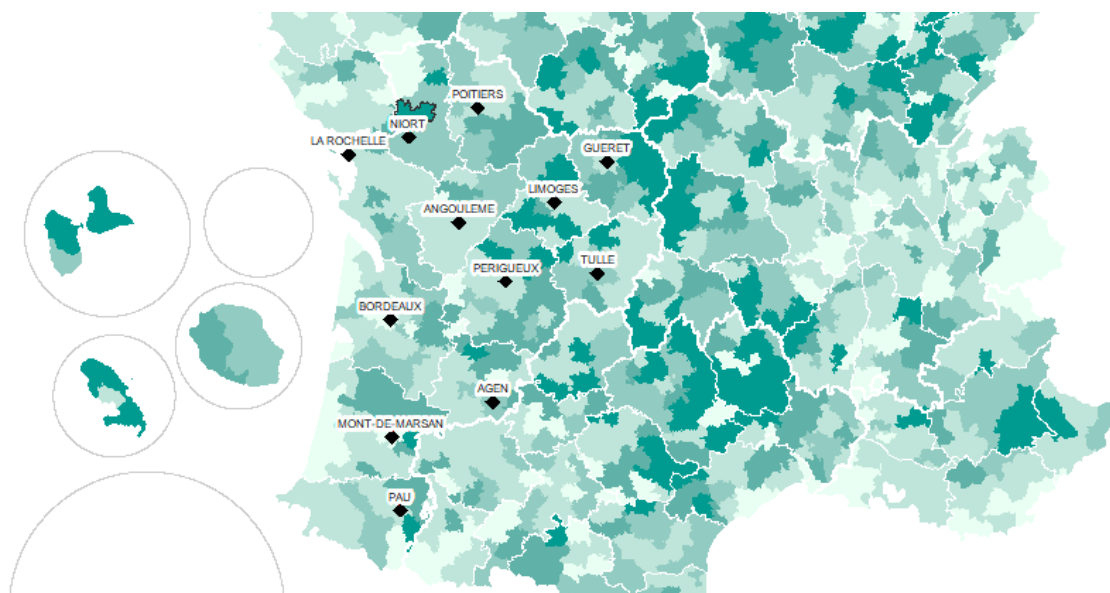 POITIERS
NIORT
LA ROCHELLE
GUERET
LIMOGES
ANGOULEME
TULLE
PERIGUEUX
BORDEAUX
AGEN
MONT-DE-MARSAN
PAU